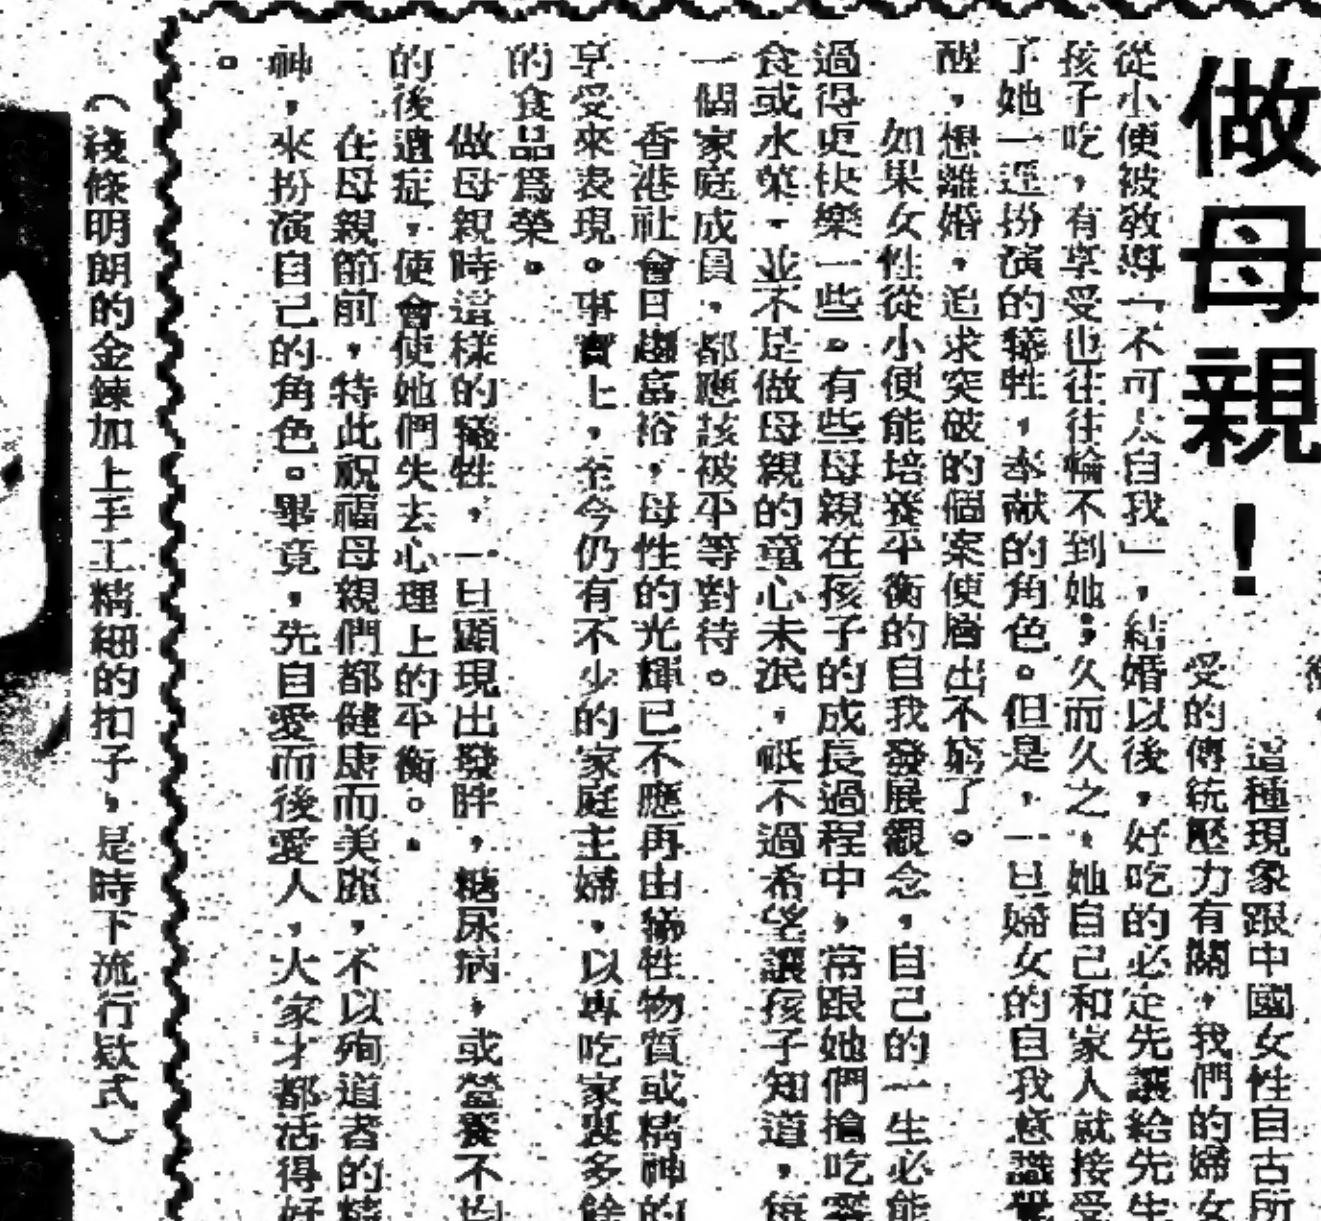 做母親！
這種現象跟中國女性自古所
受的傳統壓力有關，我們的婦女
從小便被敎導「不可太自我」，結婚以後，好吃的必定先讓給先生
孩子吃，有享受也往往輪不到她；久而久之，她自己和家人就接受
了她一逕扮演的犧牲，奉献的角色。但是，一旦婦女的自我意識覺
醒，想離婚，追求突破的個案便層出不窮了。
如果女性從小便能培養平衡的自我發展觀念，自己的一生必能
過得更快樂一些。有些母親在孩子的成長過程中，常跟她們搶吃零
食或水菓，並不是做母親的童心未泯，祇不過希望讓孩子知道，每
一個家庭成員，都應該被平等對待。
香港社會日趨富裕，母性的光輝已不應再由犧牲物質或精神的
享受來表現。事實上，至今仍有不少的家庭主婦，以專吃家裏多餘
的食品爲榮。
做母親時這樣的犧牲，一旦顯現出發胖，糖尿病，或營養不均
的後遺症，便會使她們失去心理上的平衡。
在母親節前，特此祝福母親們都健康而美麗，不以殉道者的精
神，來扮演自己的角色。畢竟，先自愛而後愛人，大家才都活得好
。
（綫條明朗的金鍊加上手工精細的扣子，是時下流行欵式）